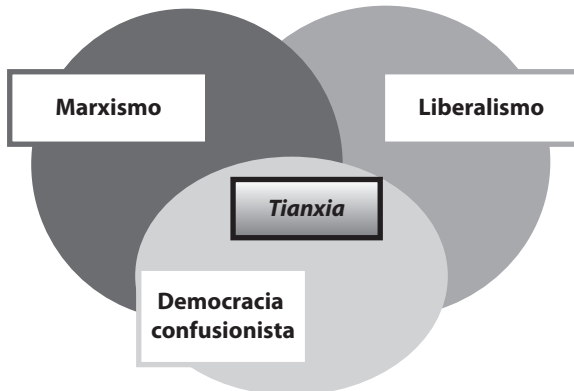 Marxismo
Liberalismo
Tianxia
Democracia
confusionista